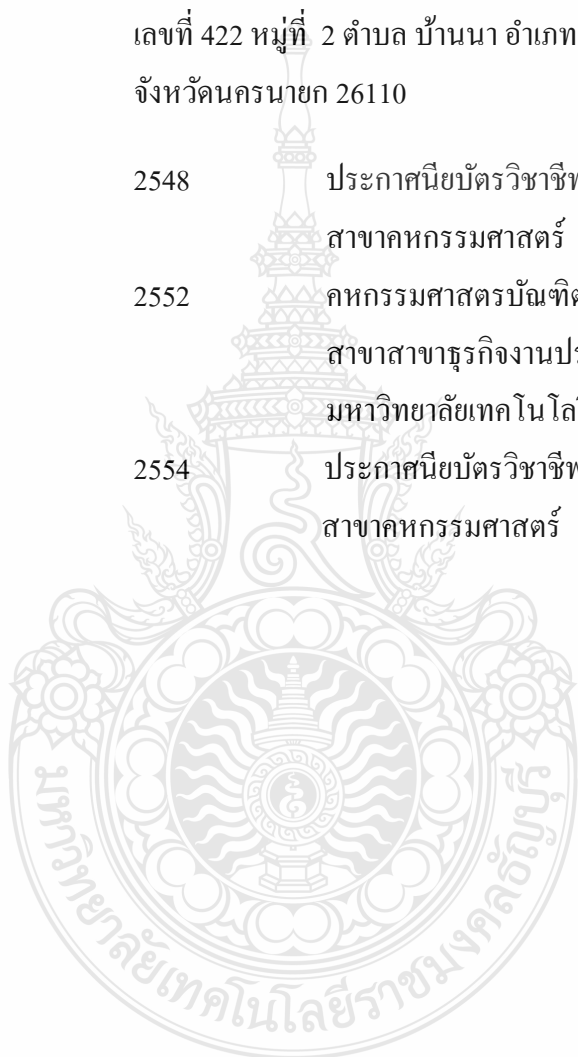 เลขที่ 422 หมู่ที่ 2 ตำบล บ้านนา อำเภท
จังหวัดนครนายก 26110
2548 ประกาศนียบัตรวิชาชีพ
สาขาคหกรรมศาสตร์
2552 คหกรรมศาสตรบัณฑิต
สาขาสาขาธุรกิจงานประ
มหาวิทยาลัยเทคโนโลโ
2554 ประกาศนียบัตรวิชาชีพ
สาขาคหกรรมศาสตร์
มหาวิทยาลัยเทคโนโลยีราชมงคลธัญบุรี